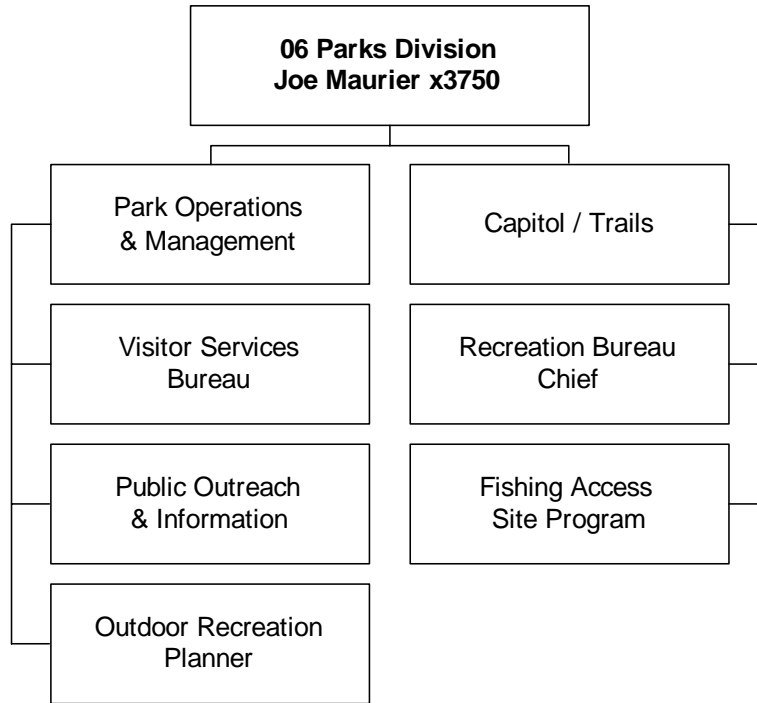 06 Parks Division
Joe Maurier x3750
Park Operations
& Management
Capitol / Trails
Visitor Services
Bureau
Recreation Bureau
Chief
Public Outreach
& Information
Fishing Access
Site Program
Outdoor Recreation
Planner